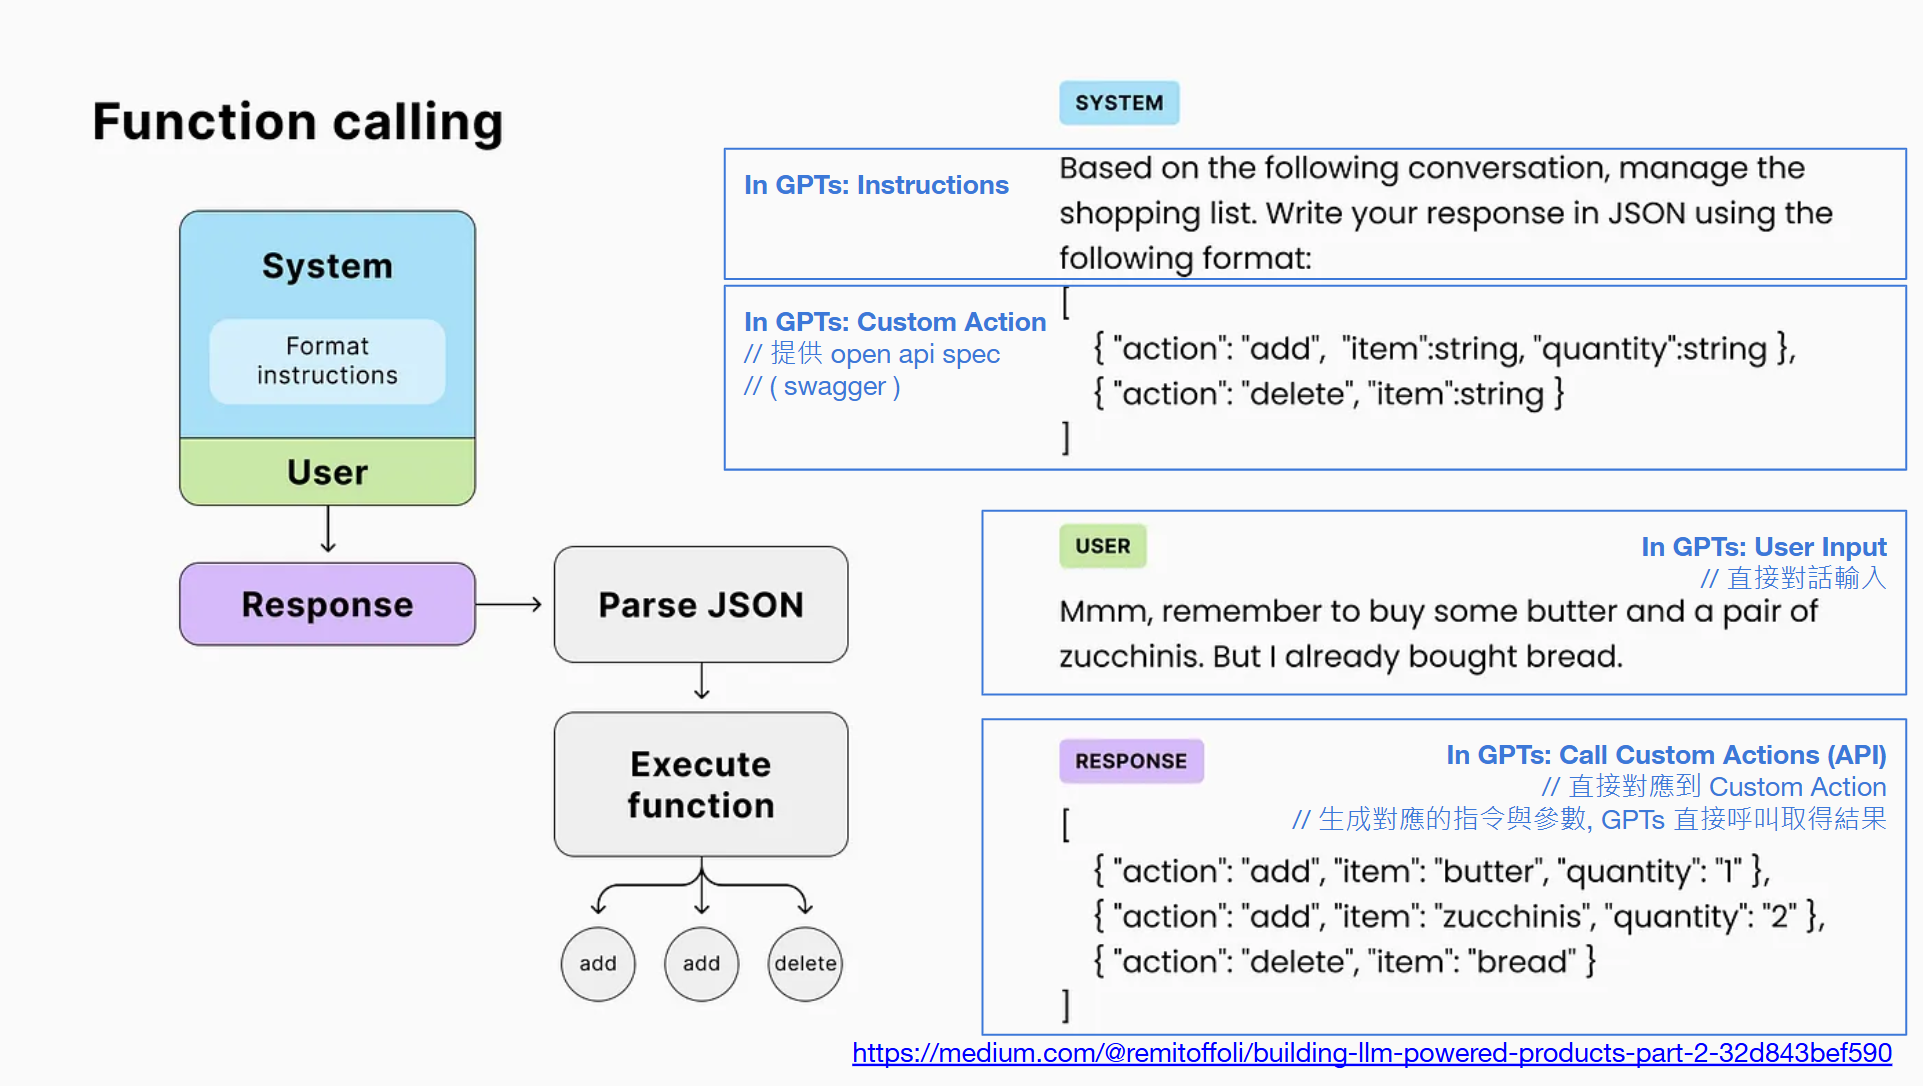 Function calling
System
Format
instructions
User
Response
Parse JSON
Execute
function
add
add
delete
SYSTEM
In GPTs: Instructions
Based on the following conversation, manage the
shopping list. Write your response in JSON using the
following format:
In GPTs: Custom Action
// 提供 open api spec
// ( swagger )
[
{ "action": "add",  "item":string, "quantity":string },
{ "action": "delete", "item":string }
]
USER
In GPTs: User Input
// 直接對話輸入
Mmm, remember to buy some butter and a pair of
zucchinis. But I already bought bread.
RESPONSE
In GPTs: Call Custom Actions (API)
// 直接對應到 Custom Action
// 生成對應的指令與參數, GPTs 直接呼叫取得結果
[
{ "action": "add", "item": "butter", "quantity": "1" },
{ "action": "add", "item": "zucchinis", "quantity": "2" },
{ "action": "delete", "item": "bread" }
]
https://medium.com/@remitoffoli/building-llm-powered-products-part-2-32d843bef590